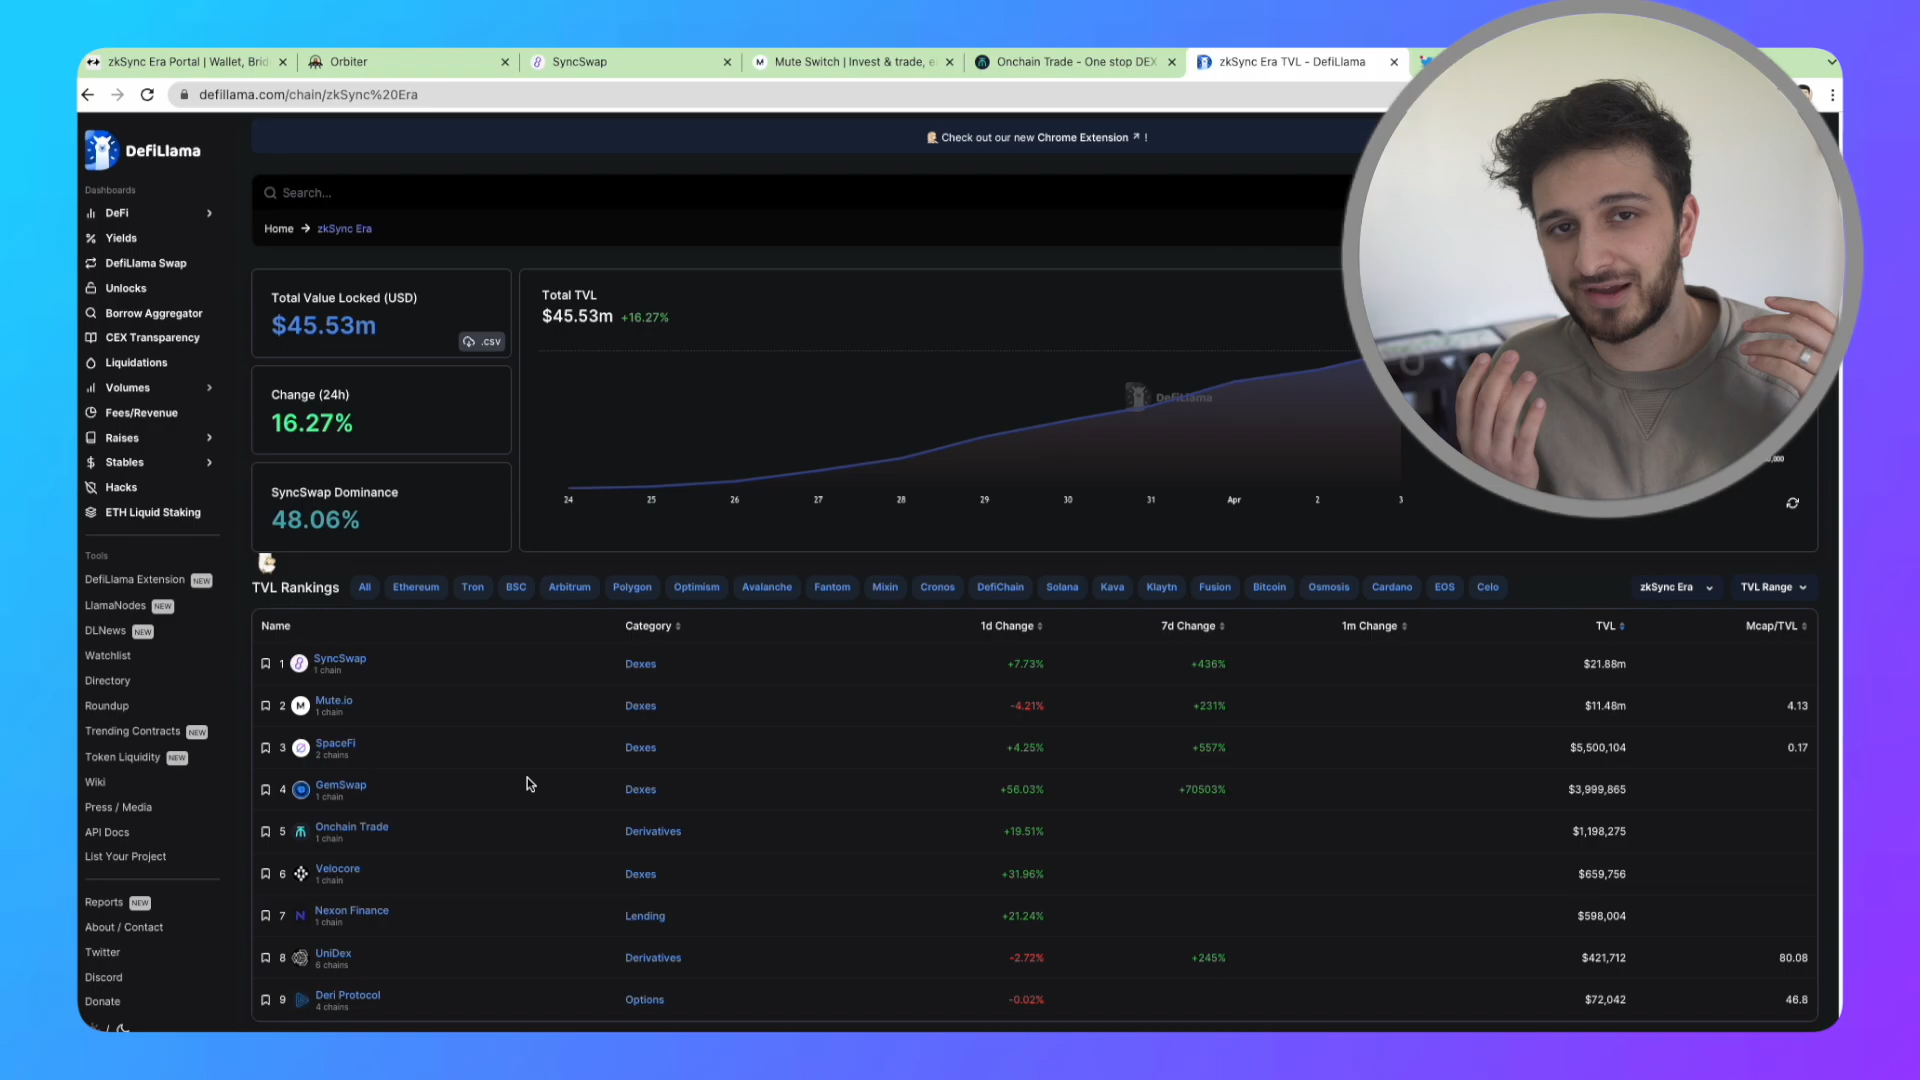 zkSync Era Portal | Wallet, Brid
Orbiter
SyncSwap
Mute Switch | Invest & trade, e
Onchain Trade - One stop DEX
zkSync Era TVL - DefiLlama
defillama.com/chain/zkSync%20Era
DefiLlama
Check out our new Chrome Extension ↗ !
Search...
Home → zkSync Era
Dashboards
DeFi
Yields
DefiLlama Swap
Unlocks
Borrow Aggregator
CEX Transparency
Liquidations
Volumes
Fees/Revenue
Raises
Stables
Hacks
ETH Liquid Staking
Tools
DefiLlama Extension NEW
LlamaNodes NEW
DLNews NEW
Watchlist
Directory
Roundup
Trending Contracts NEW
Token Liquidity NEW
Wiki
Press / Media
API Docs
List Your Project
Reports NEW
About / Contact
Twitter
Discord
Donate
Total Value Locked (USD)
$45.53m
.csv
Change (24h)
16.27%
SyncSwap Dominance
48.06%
Total TVL
$45.53m +16.27%
DefiLlama
24 25 26 27 28 29 30 31 Apr 2 3
TVL Rankings All Ethereum Tron BSC Arbitrum Polygon Optimism Avalanche Fantom Mixin Cronos DefiChain Solana Kava Klaytn Fusion Bitcoin Osmosis Cardano EOS Celo zkSync Era TVL Range
Name Category 1d Change 7d Change 1m Change TVL Mcap/TVL
1 SyncSwap Dexes +7.73% +436% $21.88m
1 chain
2 Mute.io Dexes -4.21% +231% $11.48m 4.13
1 chain
3 SpaceFi Dexes +4.25% +557% $5,500,104 0.17
2 chains
4 GemSwap Dexes +56.03% +70503% $3,999,865
1 chain
5 Onchain Trade Derivatives +19.51% $1,198,275
1 chain
6 Velocore Dexes +31.96% $659,756
1 chain
7 Nexon Finance Lending +21.24% $598,004
1 chain
8 UniDex Derivatives -2.72% +245% $421,712 80.08
6 chains
9 Deri Protocol Options -0.02% $72,042 46.8
4 chains